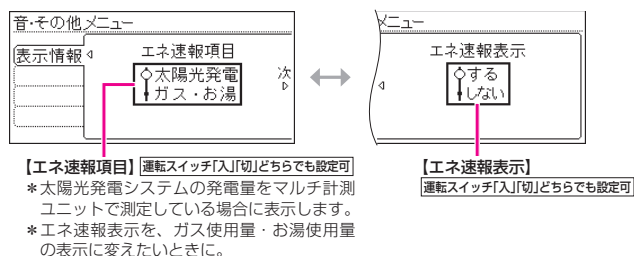 音･その他メニュー
表示情報
エネ速報項目
太陽光発電
ガス・お湯
次
メニュー
エネ速報表示
する
しない
【エネ速報項目】 運転スイッチ｢入｣｢切｣どちらでも設定可
＊太陽光発電システムの発電量をマルチ計測
ユニットで測定している場合に表示します。
＊エネ速報表示を、ガス使用量・お湯使用量
の表示に変えたいときに。
【エネ速報表示】
運転スイッチ｢入｣｢切｣どちらでも設定可